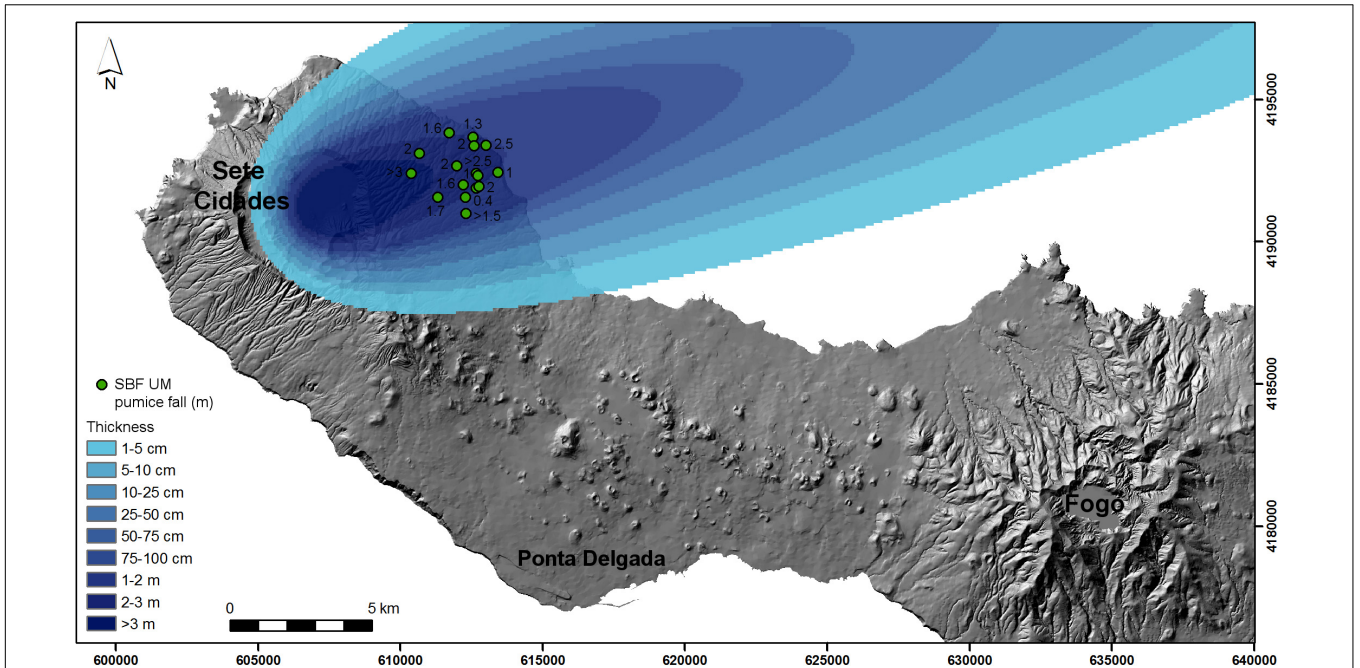 N
4195000
4190000
4185000
4180000
1.6
1.3
2
2.5
2
2
>2.5
>3
1
1.6
2
1.7
0.4
>1.5
Sete
Cidades
Fogo
Ponta Delgada
SBF UM
pumice fall (m)
Thickness
1-5 cm
5-10 cm
10-25 cm
25-50 cm
50-75 cm
75-100 cm
1-2 m
2-3 m
>3 m
0
5 km
600000
605000
610000
615000
620000
625000
630000
635000
640000